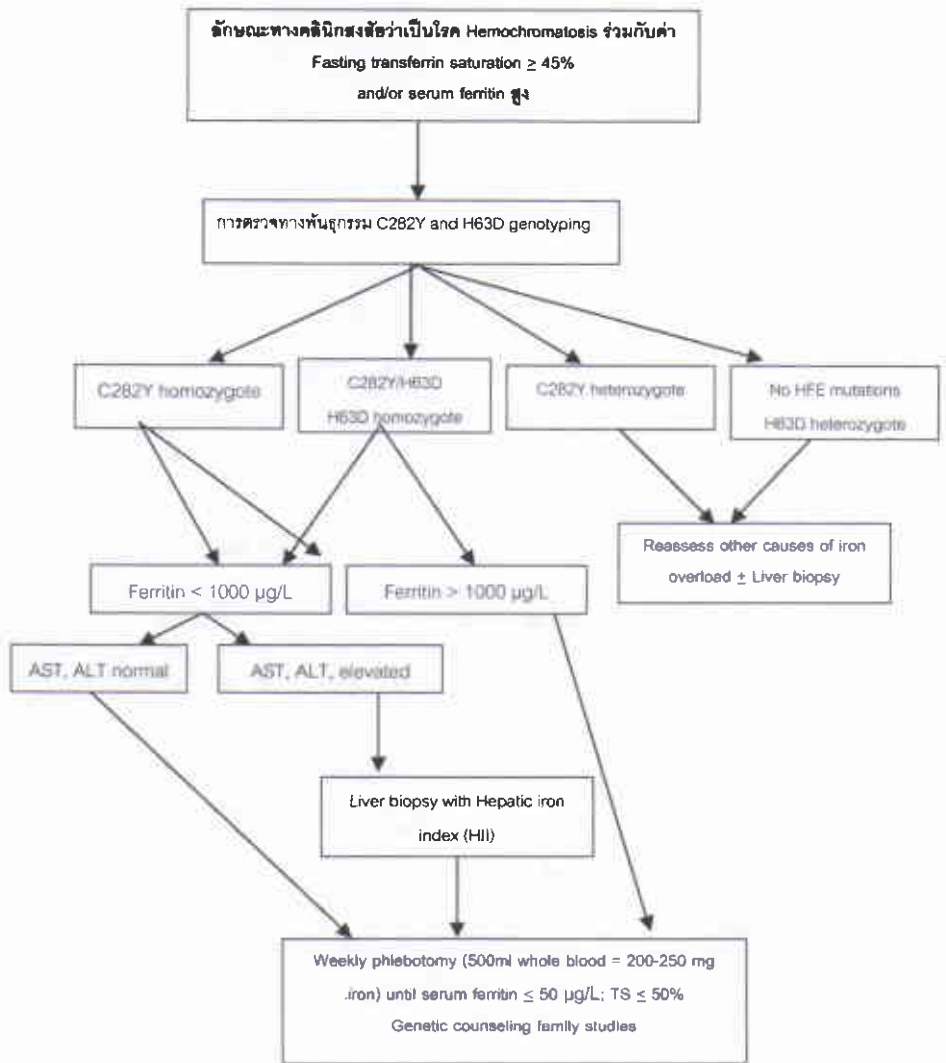 ลักษณะทางคลินิกสงสัยว่าเป็นโรค Hemochromatosis ร่วมกับค่า
Fasting transferrin saturation ≥ 45%
and/or serum ferritin สูง
การตรวจทางพันธุกรรม C282Y and H63D genotyping
C282Y homozygote
C282Y/H63D
H63D homozygote
C282Y heterozygote
No HFE mutations
H63D heterozygote
Reassess other causes of iron
overload ± Liver biopsy
Ferritin < 1000 µg/L
Ferritin > 1000 µg/L
AST, ALT normal
AST, ALT, elevated
Liver biopsy with Hepatic iron
index (HII)
Weekly phlebotomy (500ml whole blood = 200-250 mg
.iron) until serum ferritin ≤ 50 µg/L; TS ≤ 50%
Genetic counseling family studies